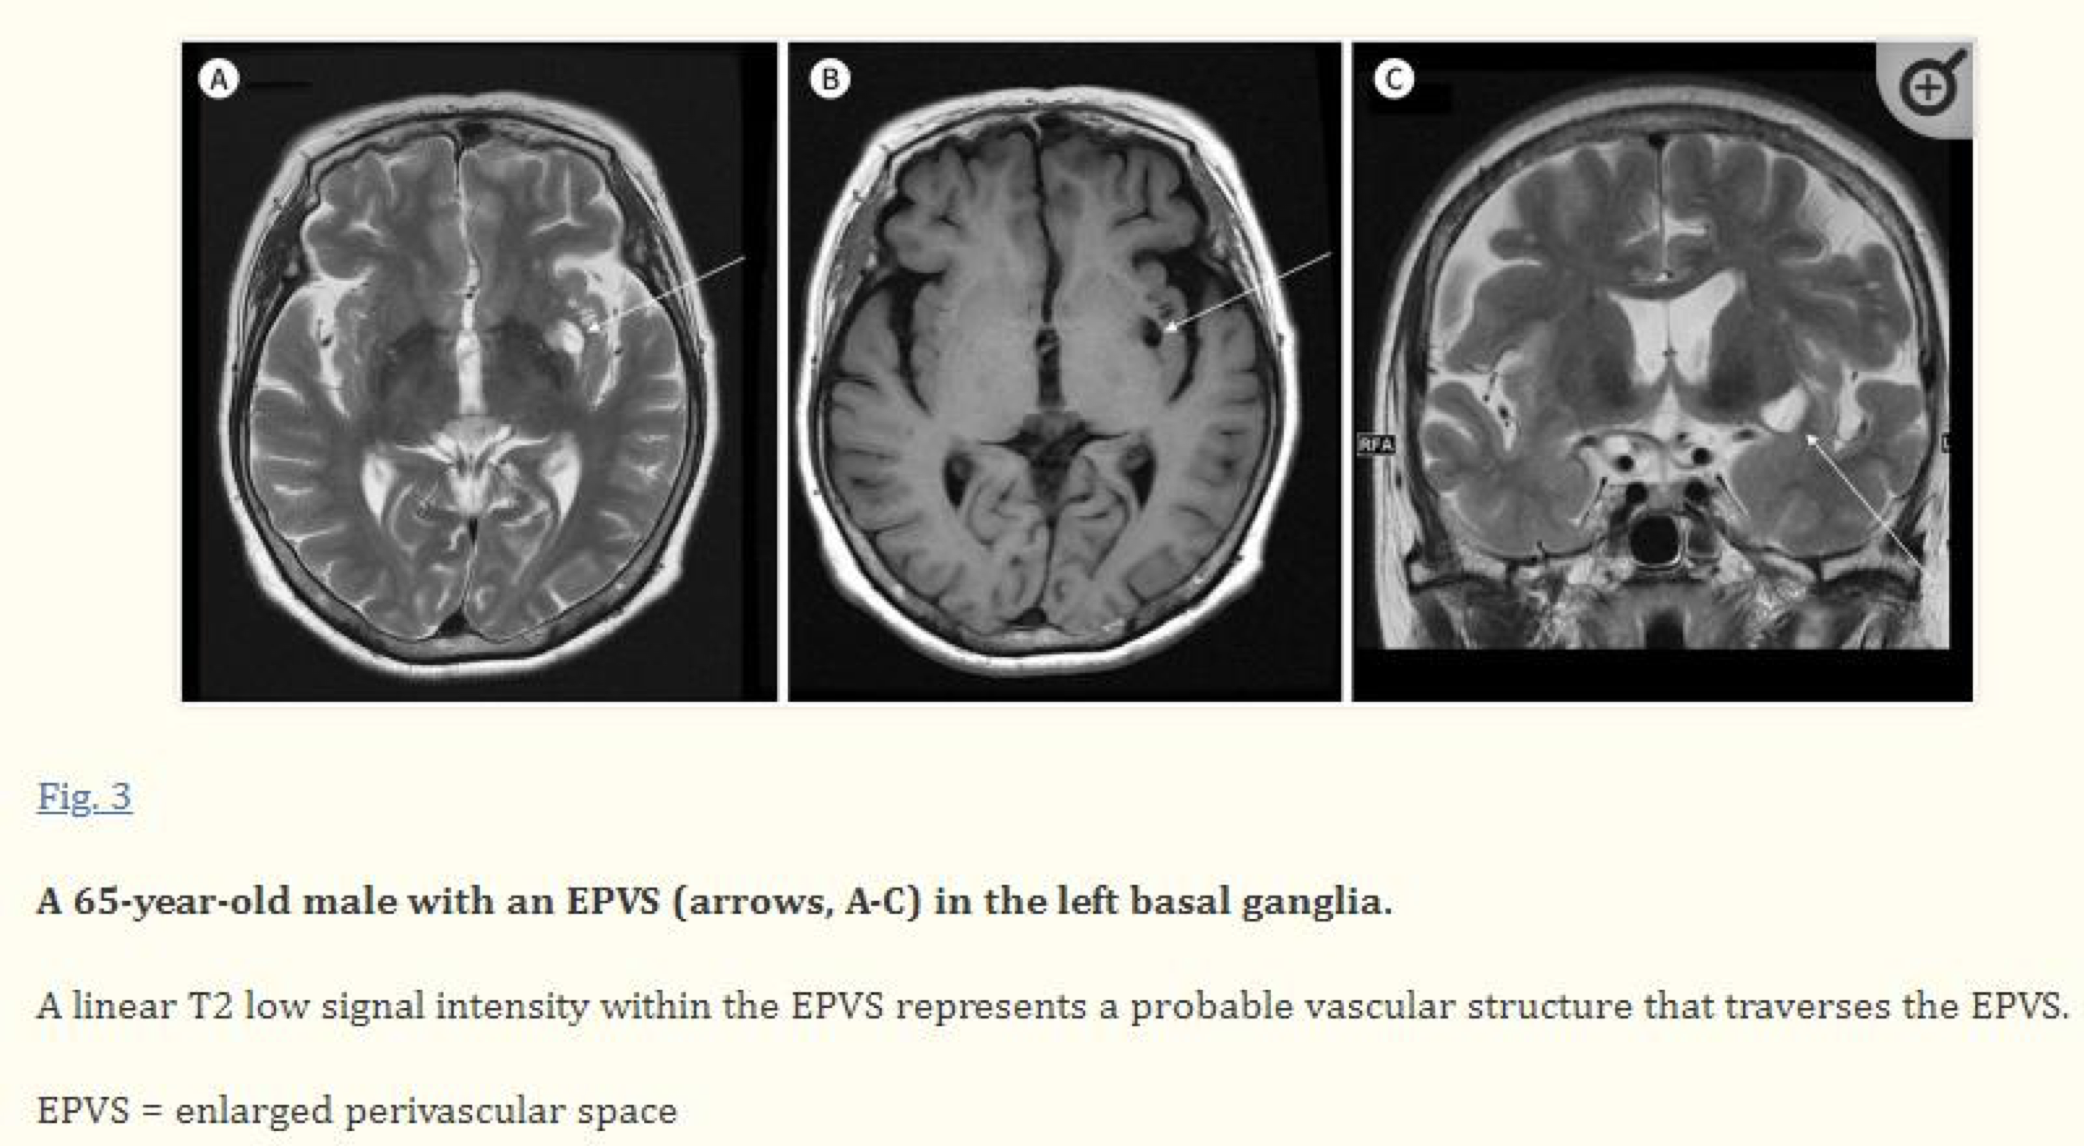 A
B
C
RFA
Fig. 3
A 65-year-old male with an EPVS (arrows, A-C) in the left basal ganglia.
A linear T2 low signal intensity within the EPVS represents a probable vascular structure that traverses the EPVS.
EPVS = enlarged perivascular space